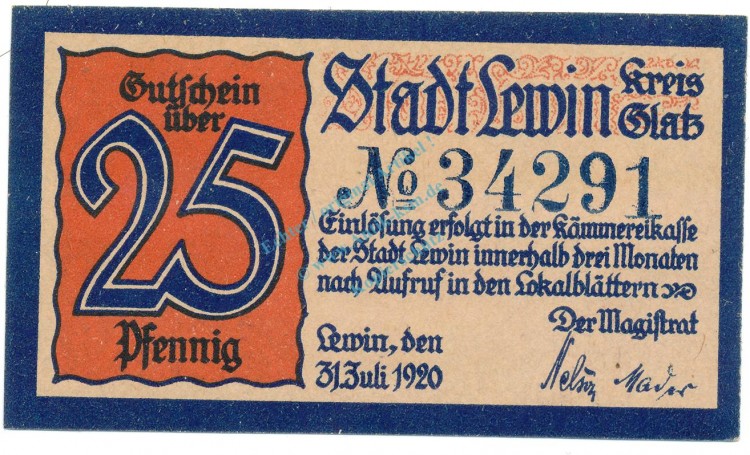 Gutschein
über
25
Pfennig
Stadt Lewin Kreis Glatz
No 34291
Einlösung erfolgt in der Kämmereikasse
der Stadt Lewin innerhalb drei Monaten
nach Aufruf in den Lokalblättern
Der Magistrat
Lewin, den
31. Juli 1920